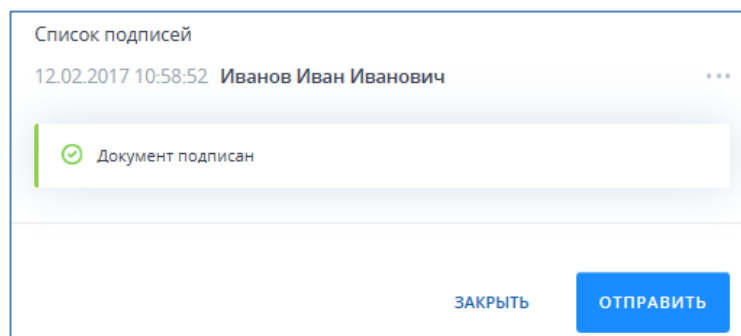 Список подписей
12.02.2017 10:58:52 Иванов Иван Иванович
Документ подписан
ЗАКРЫТЬ ОТПРАВИТЬ